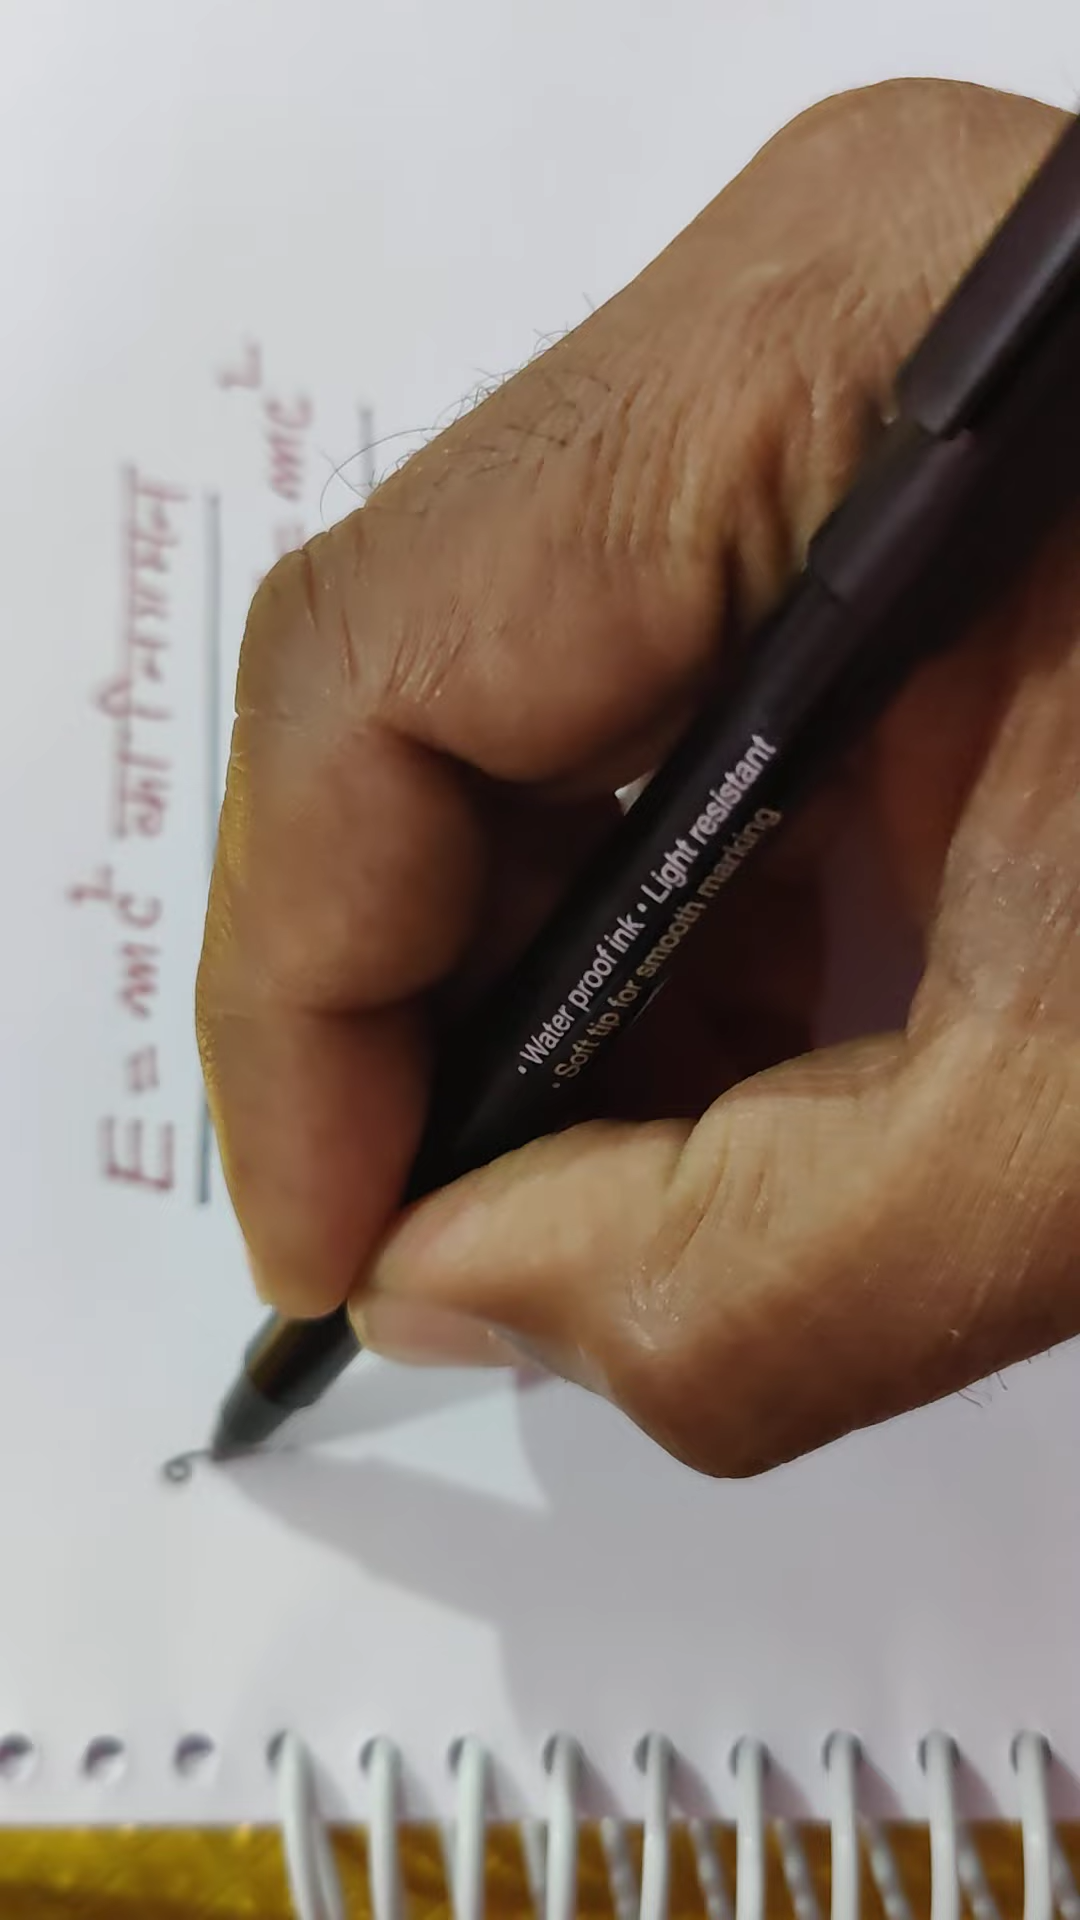 E = mc² का निगमन
= mc²
• Water proof ink • Light resistant
• Soft tip for smooth marking